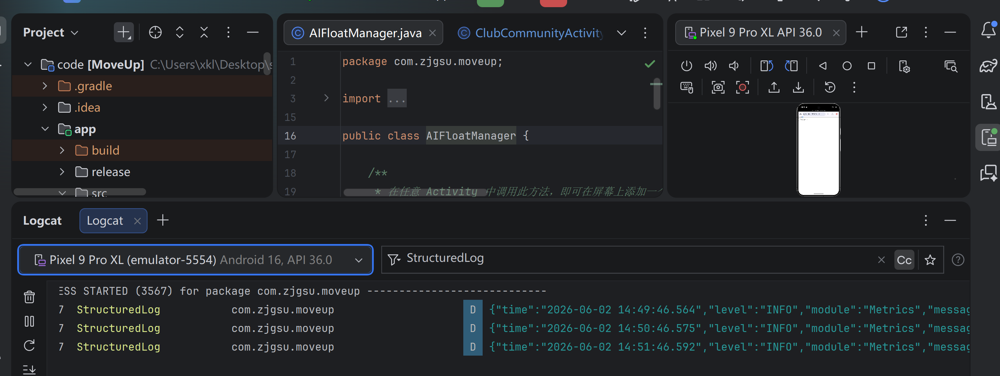 Project
code [MoveUp] C:\Users\xkl\Desktop\s
.gradle
.idea
app
build
release
src
AIFloatManager.java
ClubCommunityActivity
1 package com.zjgsu.moveup;
2
3 import ...
15
16 public class AIFloatManager {
17
18 /**
19 * 在任意 Activity 中调用此方法，即可在屏幕上添加一个
Pixel 9 Pro XL API 36.0
Logcat Logcat
Pixel 9 Pro XL (emulator-5554) Android 16, API 36.0
StructuredLog Cc
ESS STARTED (3567) for package com.zjgsu.moveup ----------------------------
7 StructuredLog com.zjgsu.moveup D {"time":"2026-06-02 14:49:46.564","level":"INFO","module":"Metrics","messag
7 StructuredLog com.zjgsu.moveup D {"time":"2026-06-02 14:50:46.575","level":"INFO","module":"Metrics","messag
7 StructuredLog com.zjgsu.moveup D {"time":"2026-06-02 14:51:46.592","level":"INFO","module":"Metrics","messag